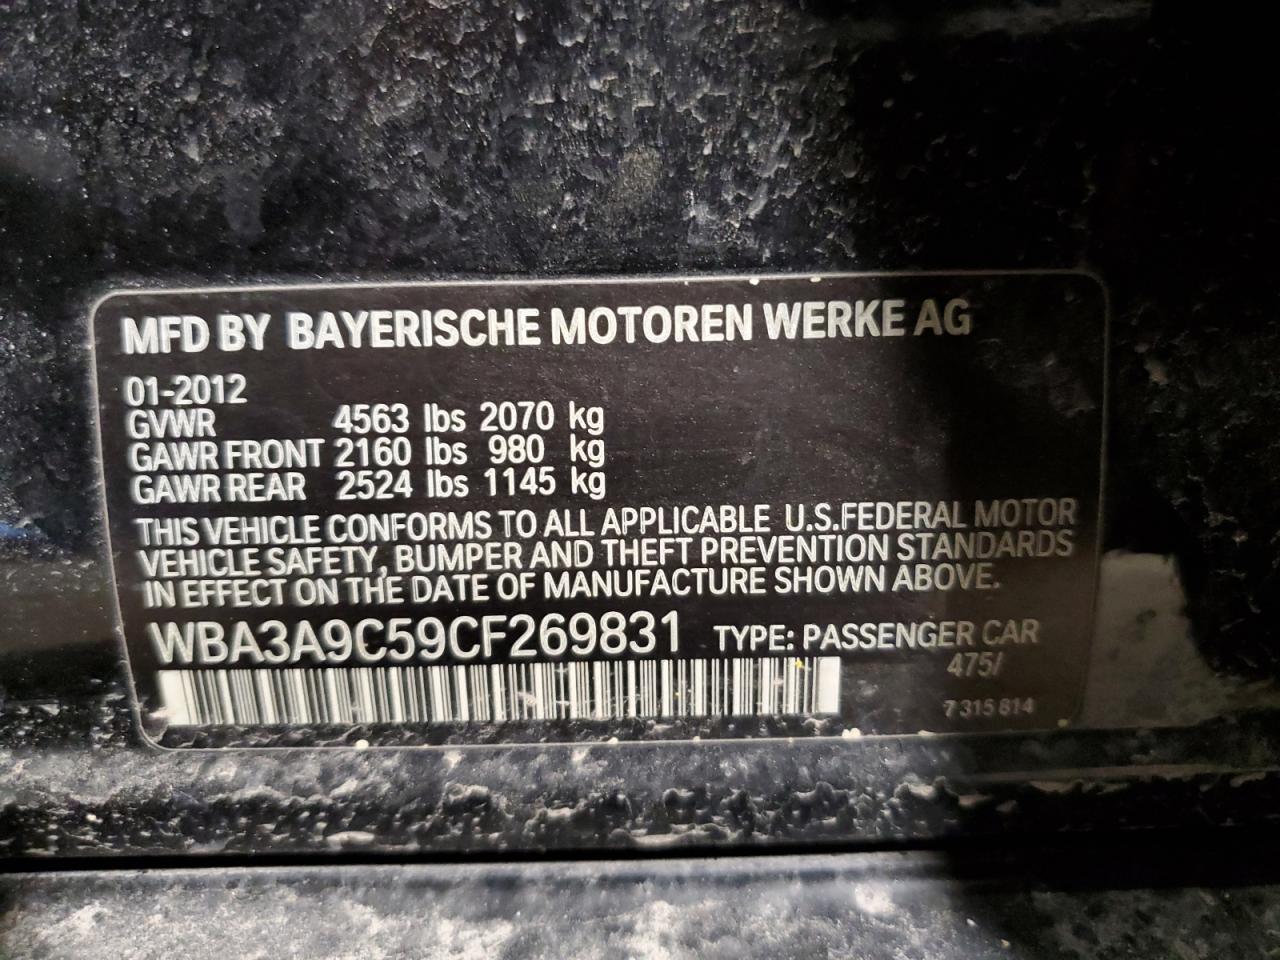 MFD BY BAYERISCHE MOTOREN WERKE AG
01-2012
GVWR 4563 lbs 2070 kg
GAWR FRONT 2160 lbs 980 kg
GAWR REAR 2524 lbs 1145 kg
THIS VEHICLE CONFORMS TO ALL APPLICABLE U.S.FEDERAL MOTOR
VEHICLE SAFETY, BUMPER AND THEFT PREVENTION STANDARDS
IN EFFECT ON THE DATE OF MANUFACTURE SHOWN ABOVE.
WBA3A9C59CF269831 TYPE: PASSENGER CAR
475/
7 315 814